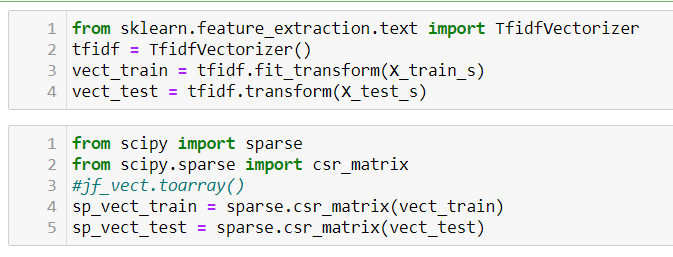 1 from sklearn.feature_extraction.text import TfidfVectorizer
2 tfidf = TfidfVectorizer()
3 vect_train = tfidf.fit_transform(X_train_s)
4 vect_test = tfidf.transform(X_test_s)
1 from scipy import sparse
2 from scipy.sparse import csr_matrix
3 #jf_vect.toarray()
4 sp_vect_train = sparse.csr_matrix(vect_train)
5 sp_vect_test = sparse.csr_matrix(vect_test)